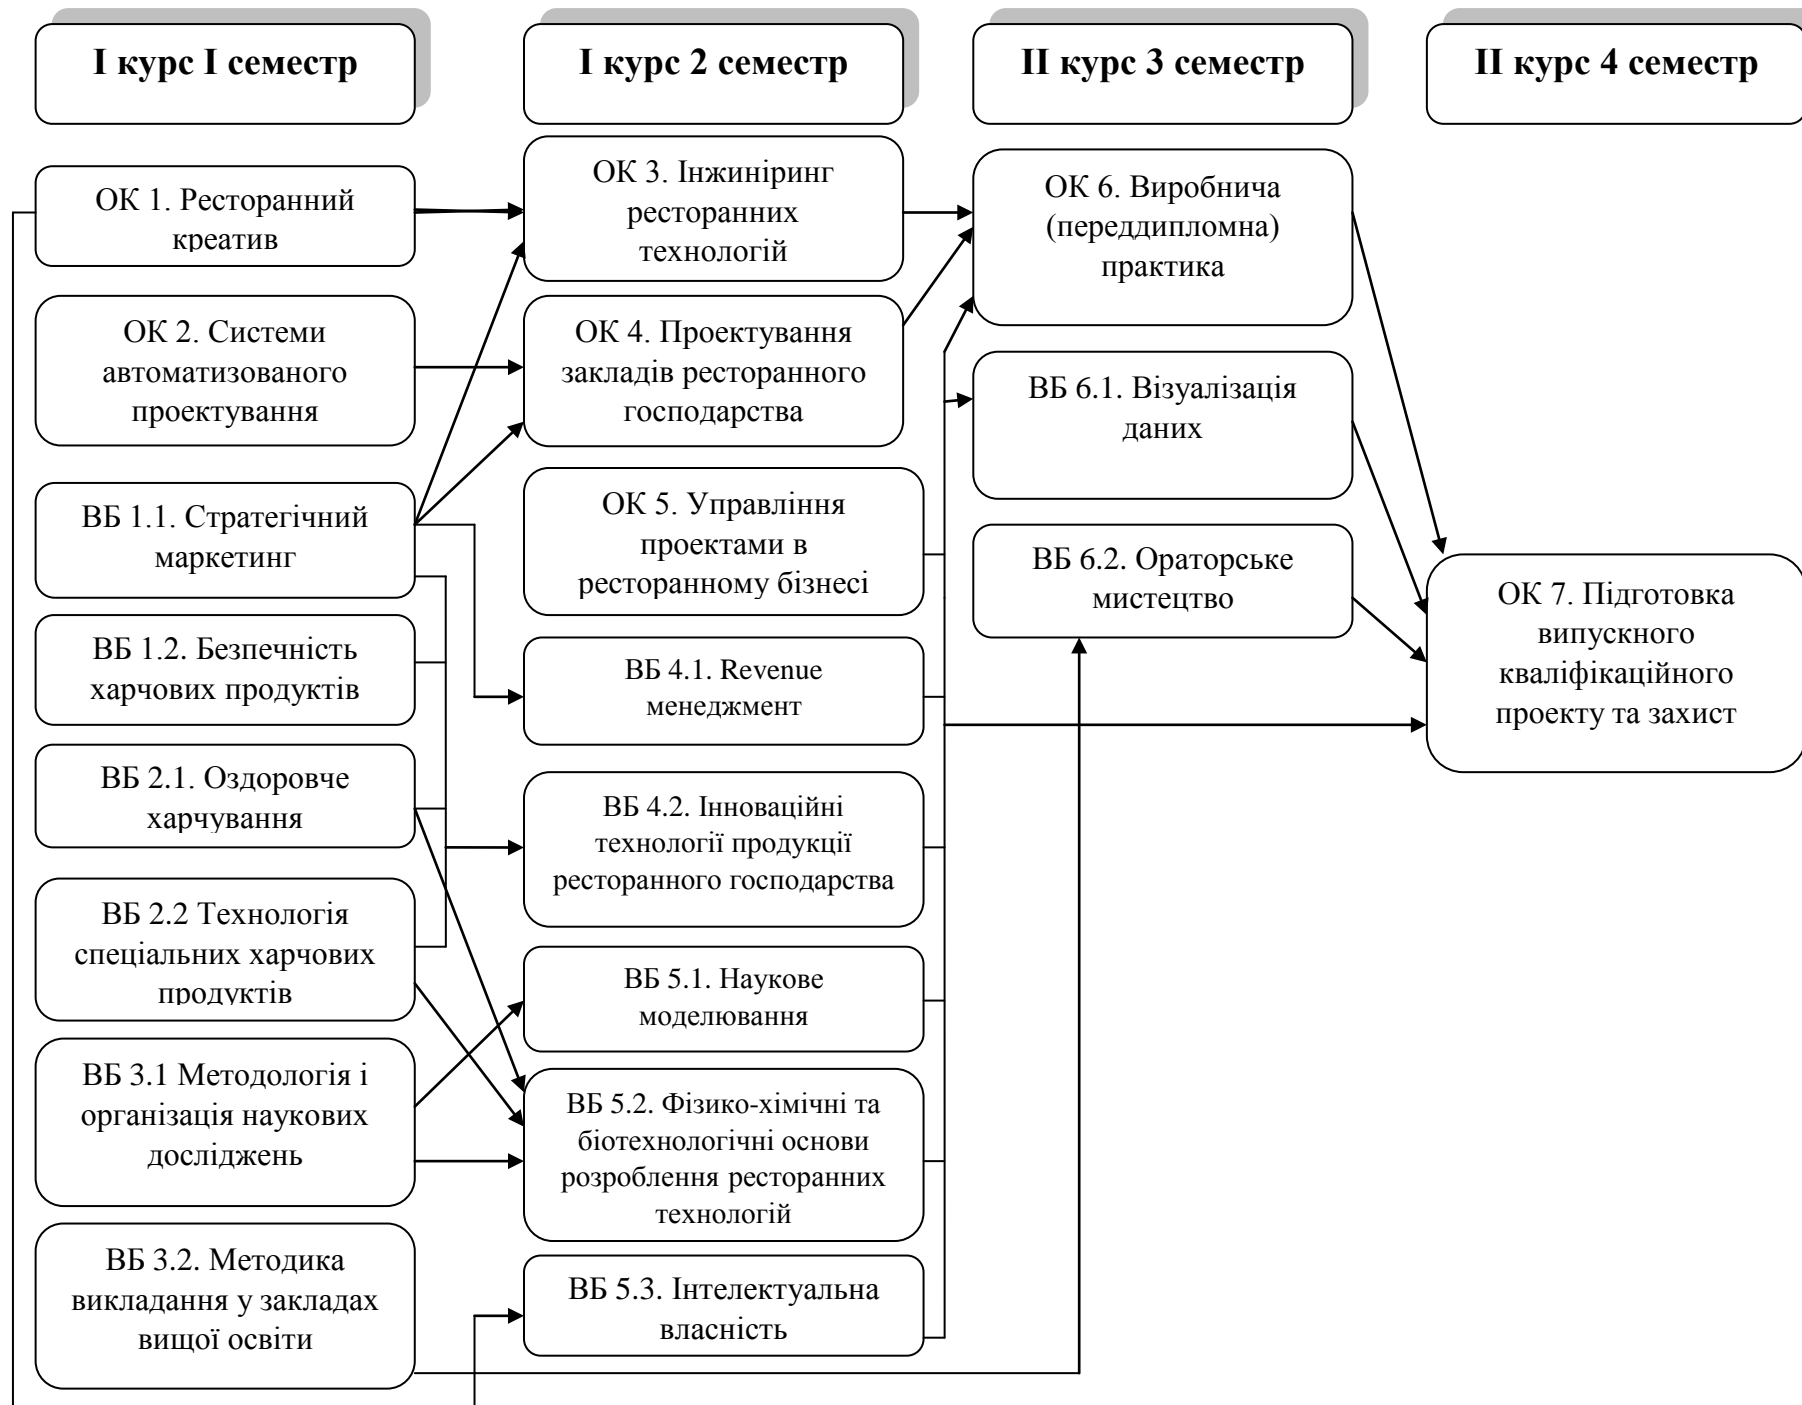 І курс І семестр
І курс 2 семестр
ІІ курс 3 семестр
ІІ курс 4 семестр
ОК 1. Ресторанний
креатив
ОК 2. Системи
автоматизованого
проектування
ВБ 1.1. Стратегічний
маркетинг
ВБ 1.2. Безпечність
харчових продуктів
ВБ 2.1. Оздоровче
харчування
ВБ 2.2 Технологія
спеціальних харчових
продуктів
ВБ 3.1 Методологія і
організація наукових
досліджень
ВБ 3.2. Методика
викладання у закладах
вищої освіти
ОК 3. Інжиніринг
ресторанних
технологій
ОК 4. Проектування
закладів ресторанного
господарства
ОК 5. Управління
проектами в
ресторанному бізнесі
ВБ 4.1. Revenue
менеджмент
ВБ 4.2. Інноваційні
технології продукції
ресторанного господарства
ВБ 5.1. Наукове
моделювання
ВБ 5.2. Фізико-хімічні та
біотехнологічні основи
розроблення ресторанних
технологій
ВБ 5.3. Інтелектуальна
власність
ОК 6. Виробнича
(переддипломна)
практика
ВБ 6.1. Візуалізація
даних
ВБ 6.2. Ораторське
мистецтво
ОК 7. Підготовка
випускного
кваліфікаційного
проекту та захист